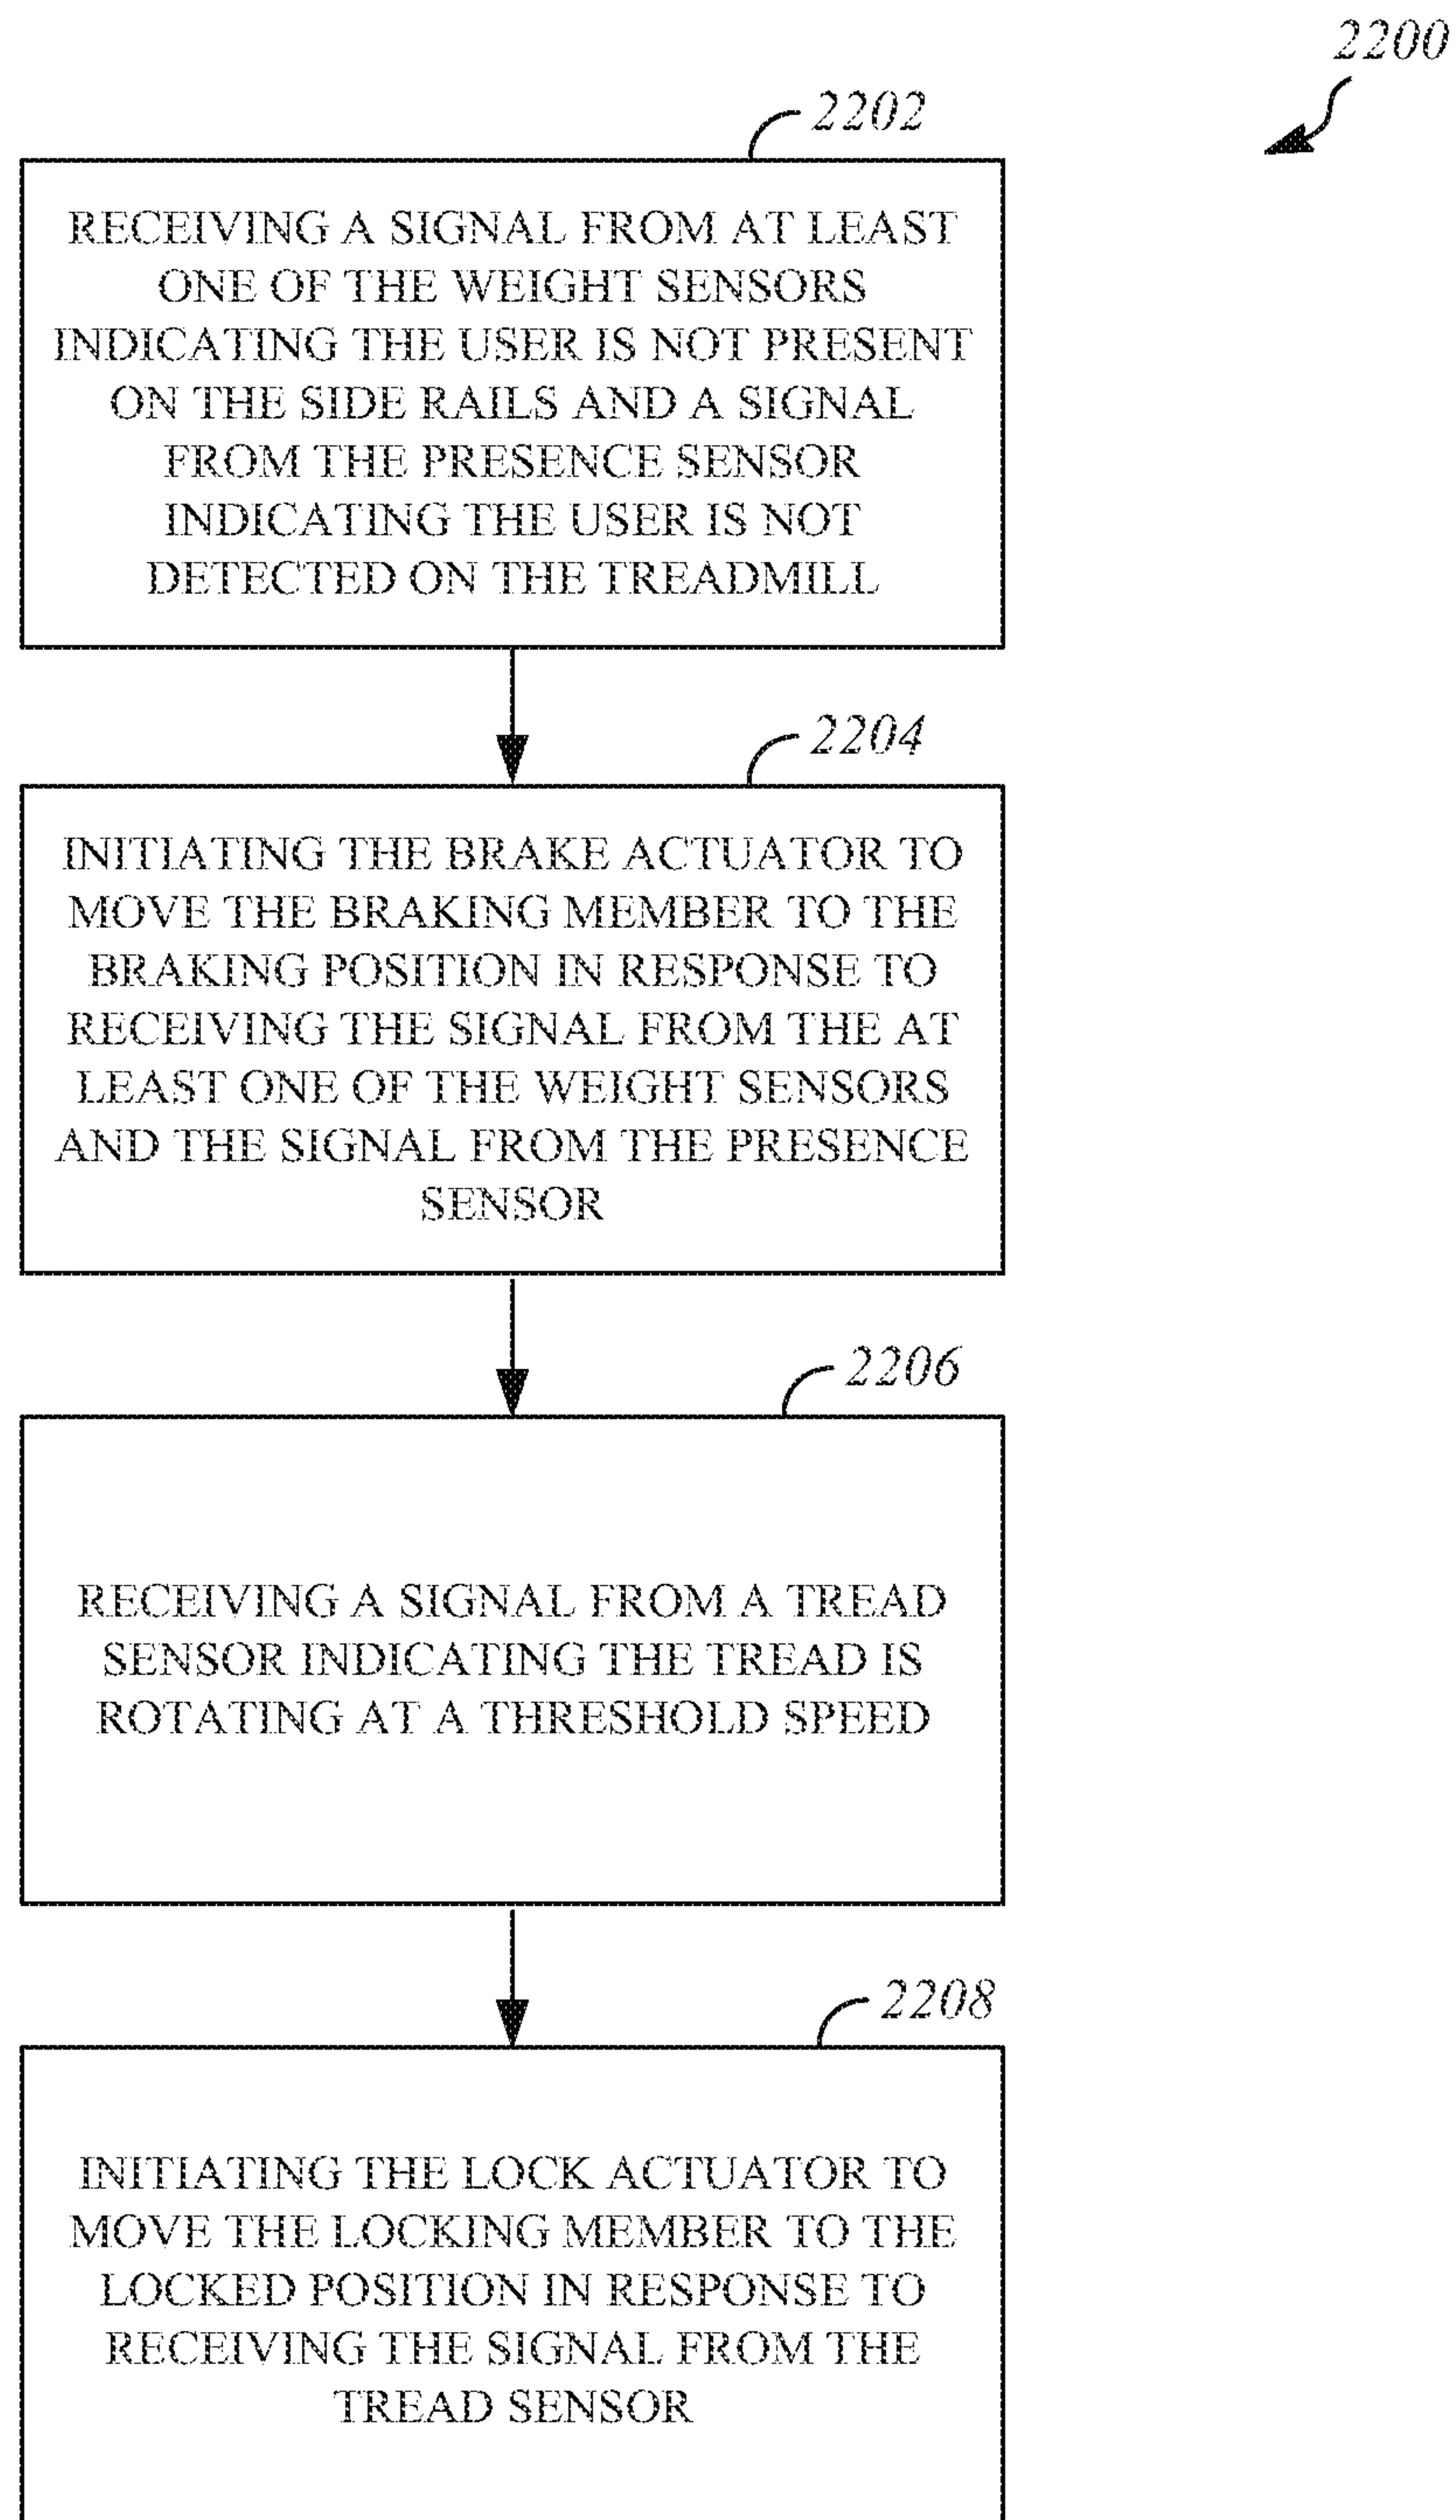 2200
2202
RECEIVING A SIGNAL FROM AT LEAST
ONE OF THE WEIGHT SENSORS
INDICATING THE USER IS NOT PRESENT
ON THE SIDE RAILS AND A SIGNAL
FROM THE PRESENCE SENSOR
INDICATING THE USER IS NOT
DETECTED ON THE TREADMILL
2204
INITIATING THE BRAKE ACTUATOR TO
MOVE THE BRAKING MEMBER TO THE
BRAKING POSITION IN RESPONSE TO
RECEIVING THE SIGNAL FROM THE AT
LEAST ONE OF THE WEIGHT SENSORS
AND THE SIGNAL FROM THE PRESENCE
SENSOR
2206
RECEIVING A SIGNAL FROM A TREAD
SENSOR INDICATING THE TREAD IS
ROTATING AT A THRESHOLD SPEED
2208
INITIATING THE LOCK ACTUATOR TO
MOVE THE LOCKING MEMBER TO THE
LOCKED POSITION IN RESPONSE TO
RECEIVING THE SIGNAL FROM THE
TREAD SENSOR